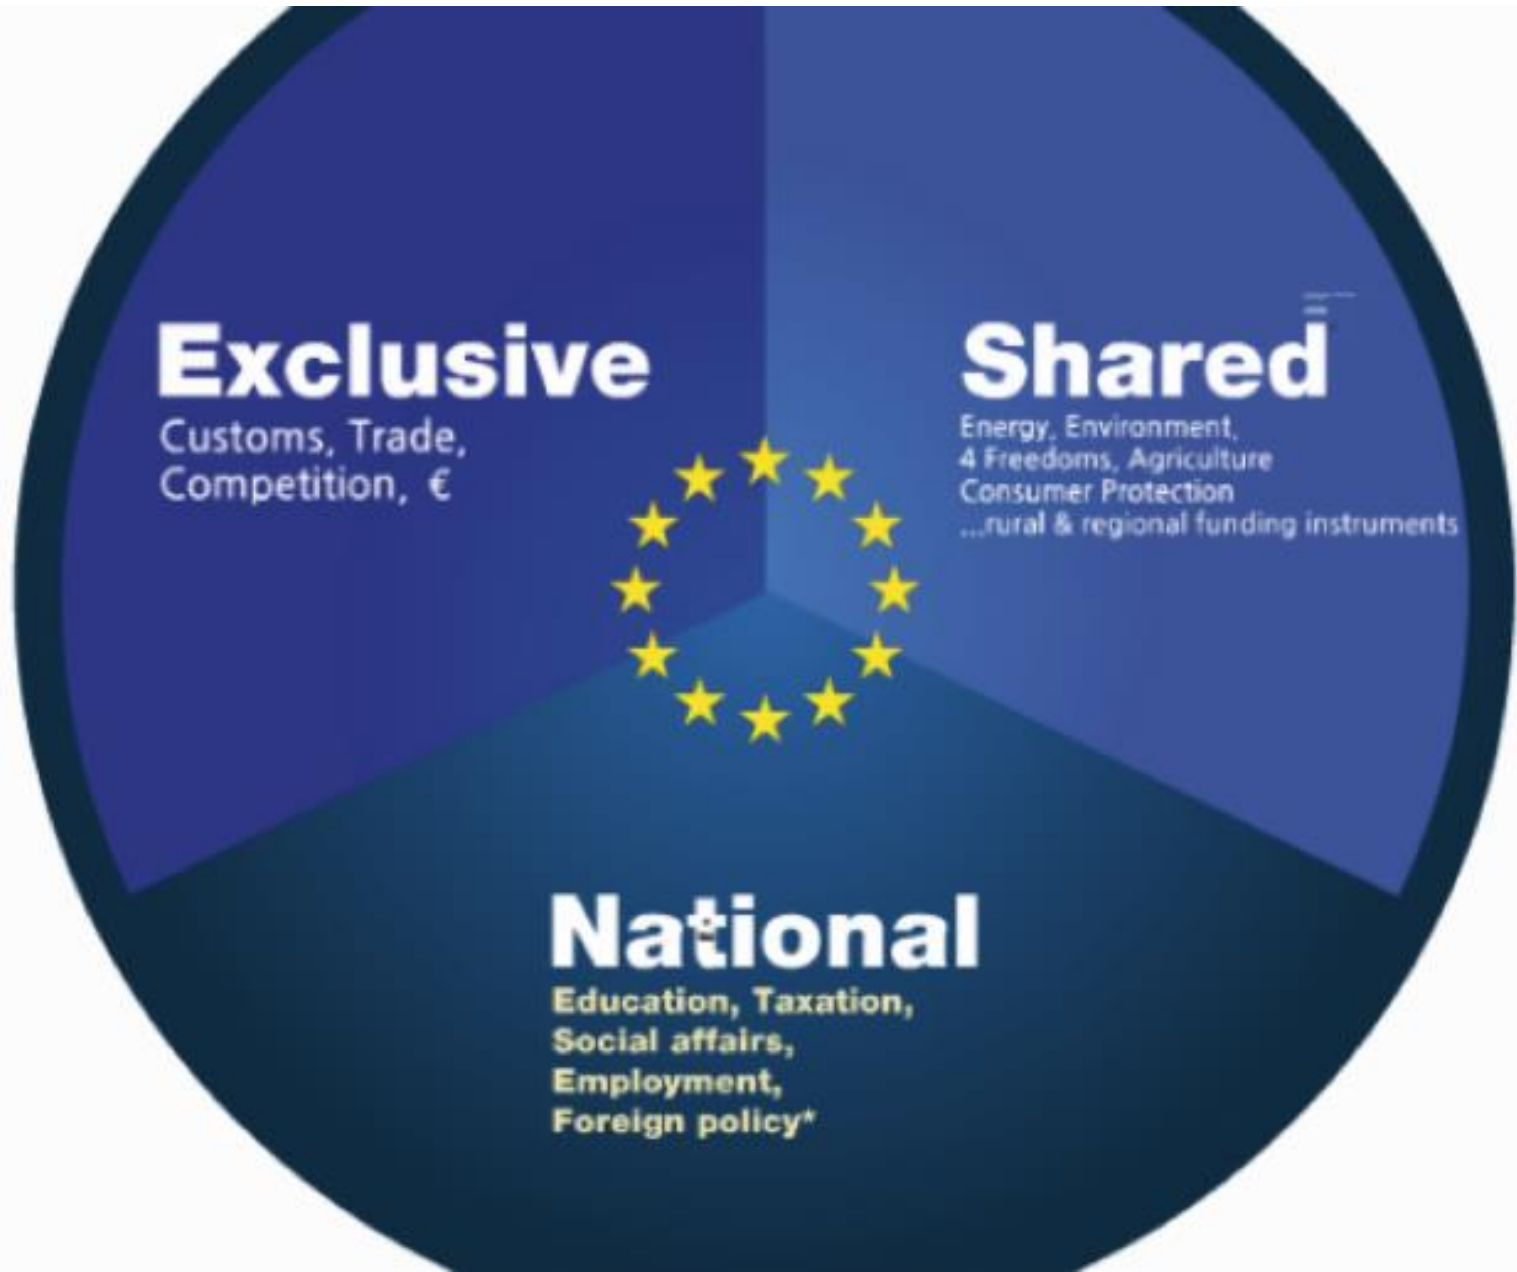 Exclusive
Customs, Trade,
Competition, €
Shared
Energy, Environment,
4 Freedoms, Agriculture
Consumer Protection
...rural & regional funding instruments
National
Education, Taxation,
Social affairs,
Employment,
Foreign policy*